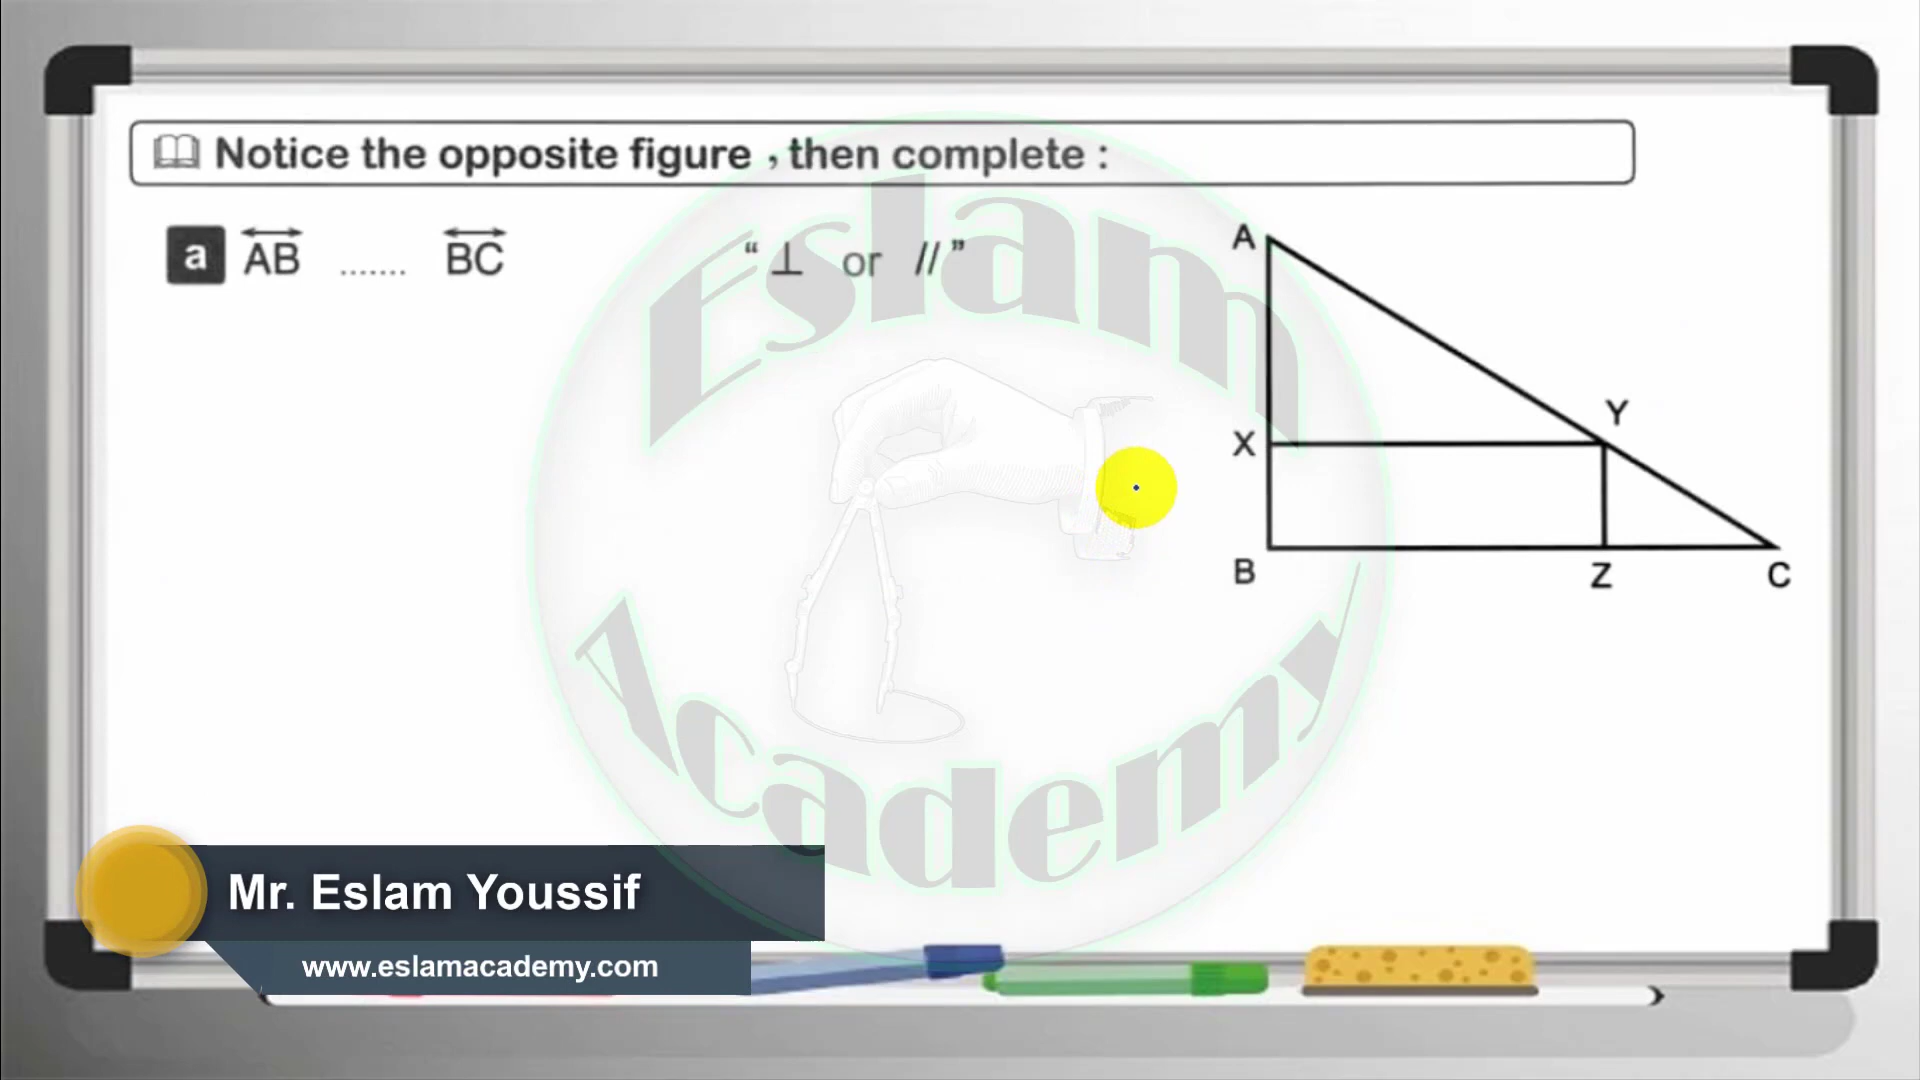 Notice the opposite figure , then complete :
a AB ....... BC “ ⊥ or // ”
A
Y
X
B
Z
C
Eslam
Academy
Mr. Eslam Youssif
www.eslamacademy.com